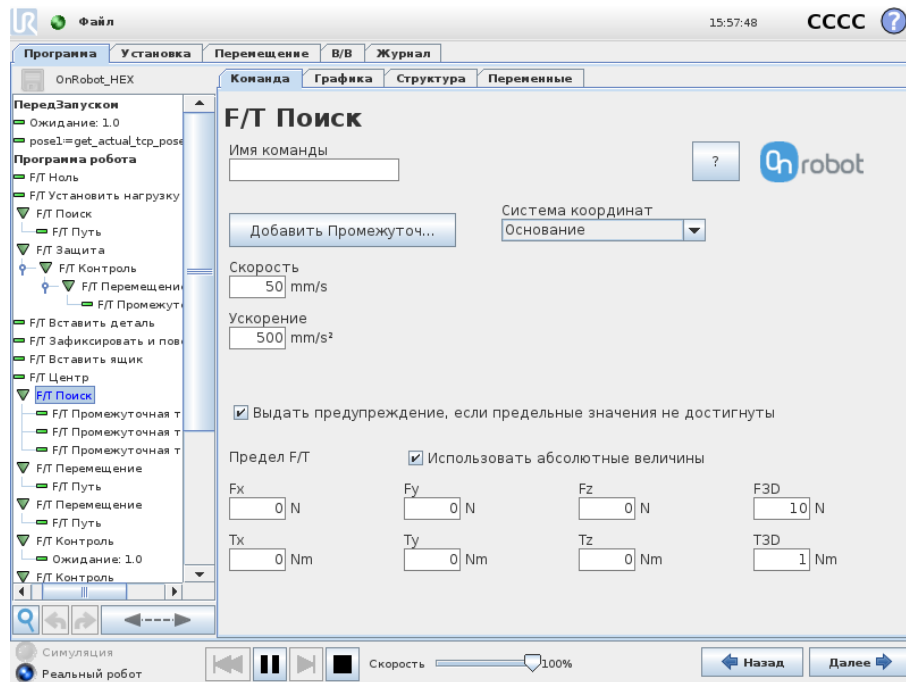 UR Файл 15:57:48 CCCC ?
Программа Установка Перемещение В/В Журнал
OnRobot_HEX
Команда Графика Структура Переменные
ПередЗапуском
Ожидание: 1.0
pose1≔get_actual_tcp_pose
Программа робота
F/T Ноль
F/T Установить нагрузку
F/T Поиск
F/T Путь
F/T Защита
F/T Контроль
F/T Перемещени
F/T Промежут
F/T Вставить деталь
F/T Зафиксировать и пов
F/T Вставить ящик
F/T Центр
F/T Поиск
F/T Промежуточная т
F/T Промежуточная т
F/T Промежуточная т
F/T Перемещение
F/T Путь
F/T Перемещение
F/T Путь
F/T Контроль
Ожидание: 1.0
F/T Контроль
F/T Поиск
Имя команды
?
On robot
Добавить Промежуточ...
Система координат
Основание
Скорость
50 mm/s
Ускорение
500 mm/s²
Выдать предупреждение, если предельные значения не достигнуты
Предел F/T
Использовать абсолютные величины
Fx Fy Fz F3D
0 N 0 N 0 N 10 N
Tx Ty Tz T3D
0 Nm 0 Nm 0 Nm 1 Nm
Симуляция
Реальный робот
Скорость 100%
Назад
Далее